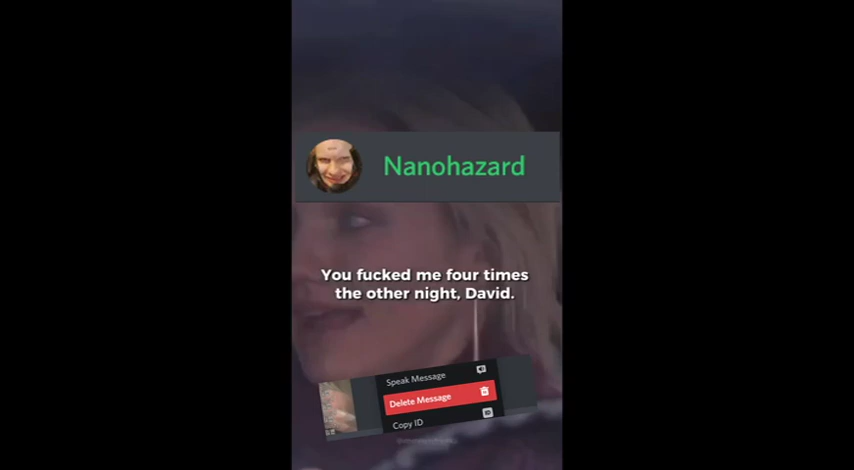 Nanohazard
You fucked me four times
the other night, David.
Speak Message
Delete Message
Copy ID